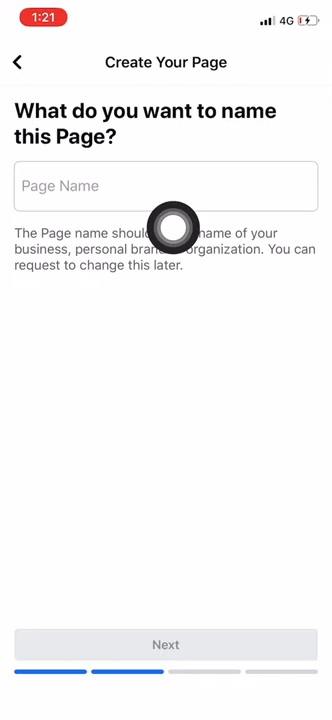 1:21
4G
Create Your Page
What do you want to name
this Page?
Page Name
The Page name should name of your
business, personal brand organization. You can
request to change this later.
Next